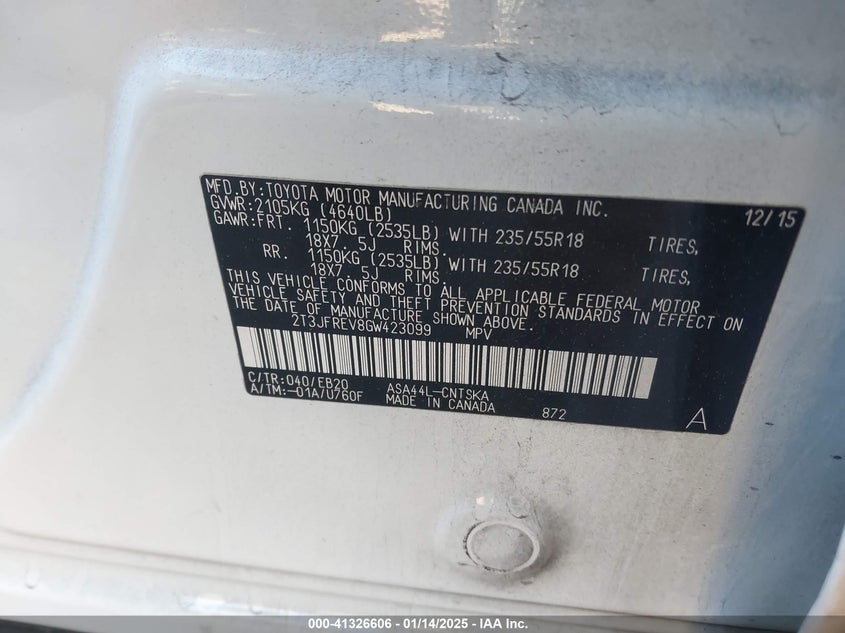 MFD.BY:TOYOTA MOTOR MANUFACTURING CANADA INC. 12/15
GVWR:2105KG (4640LB)
GAWR:FRT. 1150KG (2535LB) WITH 235/55R18 TIRES,
18X7. 5J RIMS.
RR. 1150KG (2535LB) WITH 235/55R18 TIRES,
18X7. 5J RIMS.
THIS VEHICLE CONFORMS TO ALL APPLICABLE FEDERAL MOTOR
VEHICLE SAFETY AND THEFT PREVENTION STANDARDS IN EFFECT ON
THE DATE OF MANUFACTURE SHOWN ABOVE.
2T3JFREV8GW423099 MPV
C/TR:040/EB20 ASA44L-CNTSKA
A/TM:-01A/U760F MADE IN CANADA 872 A
000-41326606 - 01/14/2025 - IAA Inc.